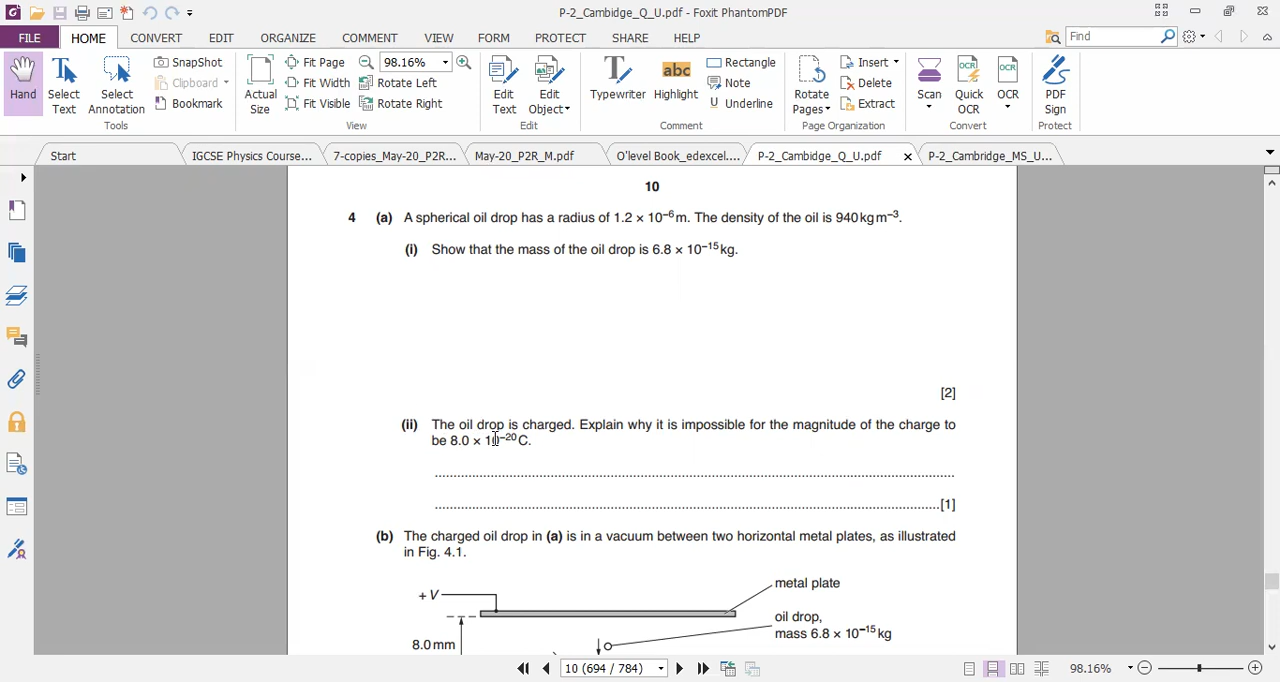 P-2_Cambidge_Q_U.pdf - Foxit PhantomPDF
FILE HOME CONVERT EDIT ORGANIZE COMMENT VIEW FORM PROTECT SHARE HELP Find
Hand Select Text Select Annotation SnapShot Clipboard Bookmark Tools
Actual Size Fit Page Fit Width Fit Visible 98.16% Rotate Left Rotate Right View
Edit Text Edit Object Edit
Typewriter Highlight Rectangle Note Underline Comment
Rotate Pages Insert Delete Extract Page Organization
Scan Quick OCR OCR Convert
PDF Sign Protect
Start IGCSE Physics Course... 7-copies_May-20_P2R... May-20_P2R_M.pdf O'level Book_edexcel.... P-2_Cambidge_Q_U.pdf P-2_Cambridge_MS_U...
10
4 (a) A spherical oil drop has a radius of 1.2 × 10⁻⁶ m. The density of the oil is 940 kg m⁻³.
(i) Show that the mass of the oil drop is 6.8 × 10⁻¹⁵ kg.
[2]
(ii) The oil drop is charged. Explain why it is impossible for the magnitude of the charge to
be 8.0 × 10⁻²⁰ C.
[1]
(b) The charged oil drop in (a) is in a vacuum between two horizontal metal plates, as illustrated
in Fig. 4.1.
metal plate
+ V
oil drop,
mass 6.8 × 10⁻¹⁵ kg
8.0 mm
10 (694 / 784) 98.16%